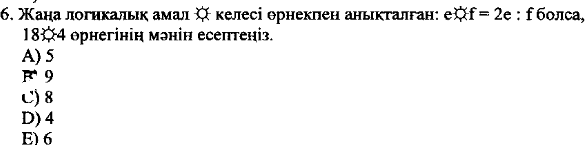 6. Жаңа логикалық амал ☼ келесі өрнекпен анықталған: e☼f = 2e : f болса,
18☼4 өрнегінің мәнін есептеңіз.
A) 5
B) 9
C) 8
D) 4
E) 6